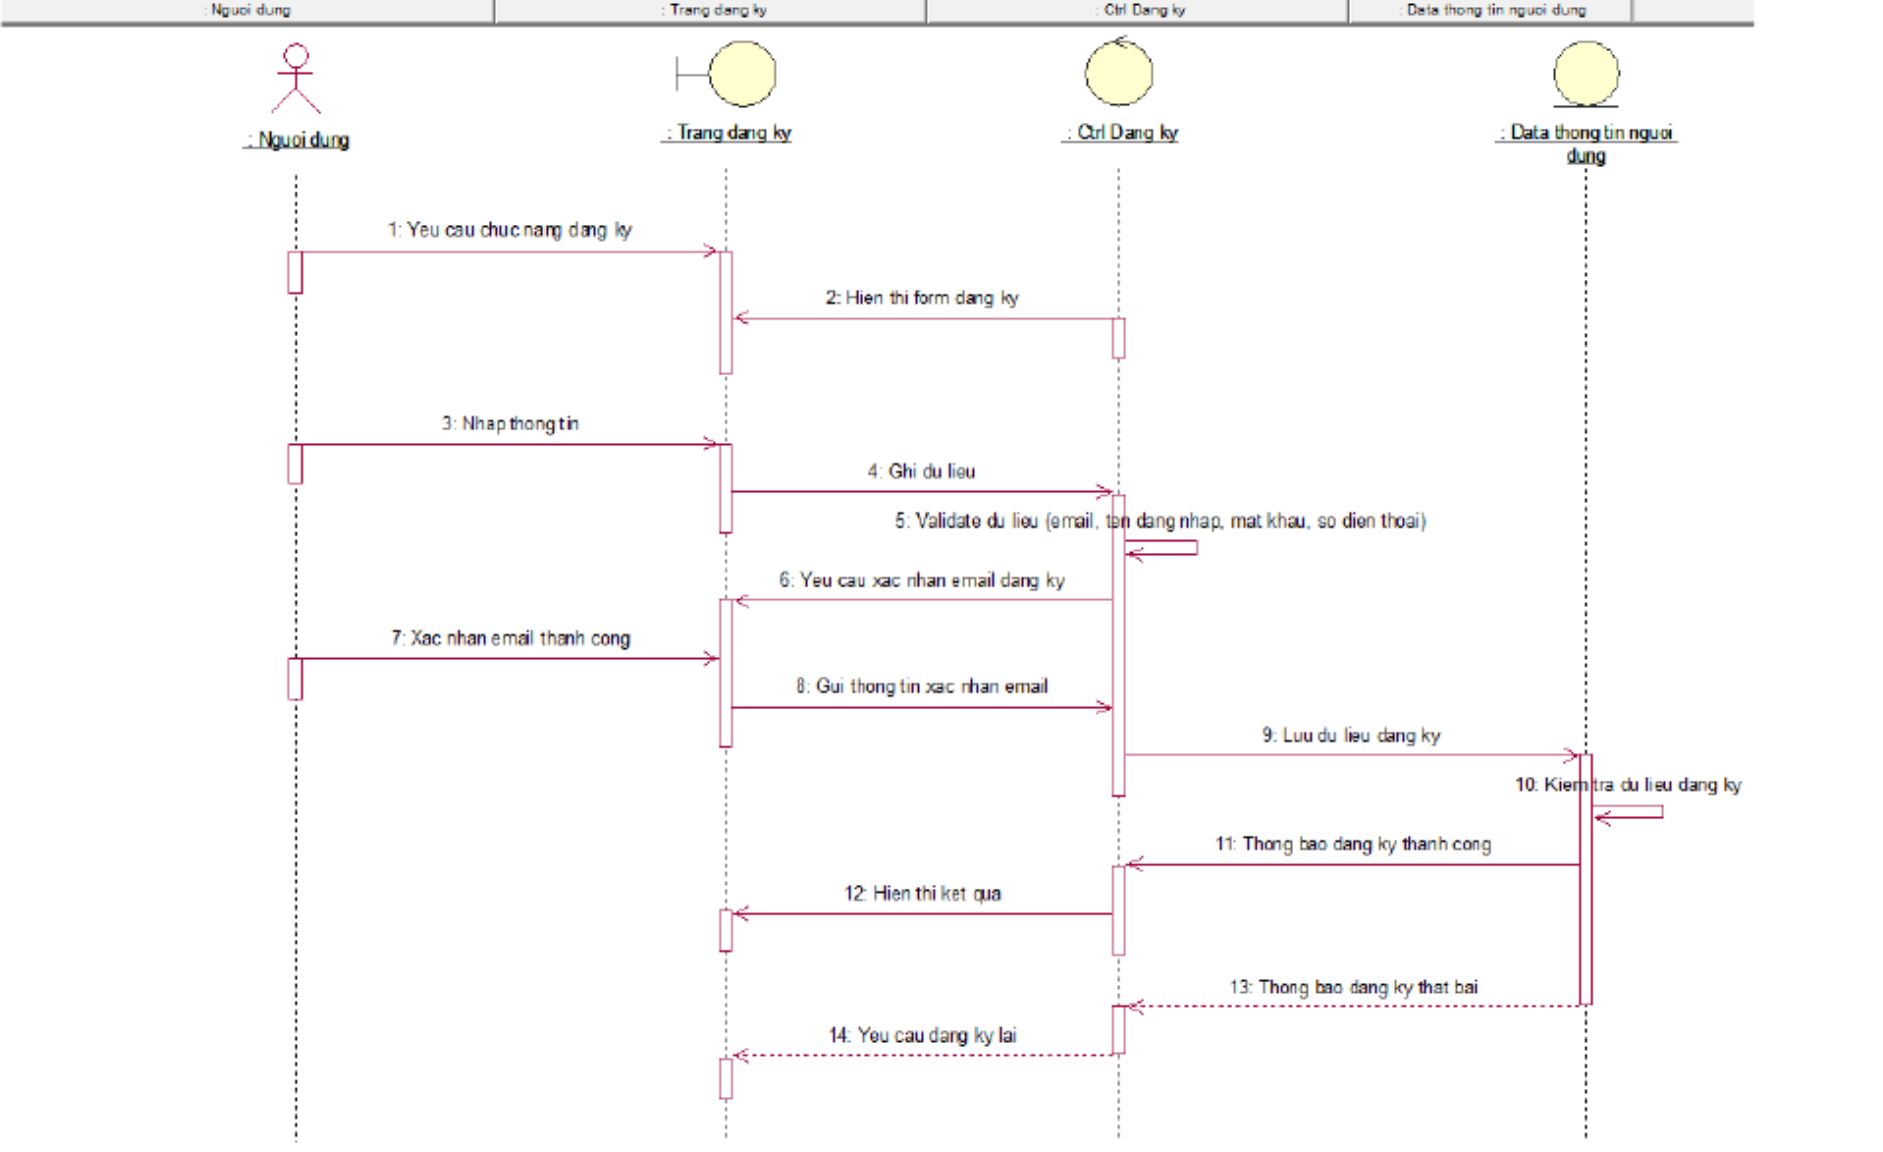 : Nguoi dung
: Trang dang ky
: Ctrl Dang ky
: Data thong tin nguoi dung
: Nguoi dung
: Trang dang ky
: Ctrl Dang ky
: Data thong tin nguoi
dung
1: Yeu cau chuc nang dang ky
2: Hien thi form dang ky
3: Nhap thong tin
4: Ghi du lieu
5: Validate du lieu (email, ten dang nhap, mat khau, so dien thoai)
6: Yeu cau xac nhan email dang ky
7: Xac nhan email thanh cong
8: Gui thong tin xac nhan email
9: Luu du lieu dang ky
10: Kiem tra du lieu dang ky
11: Thong bao dang ky thanh cong
12: Hien thi ket qua
13: Thong bao dang ky that bai
14: Yeu cau dang ky lai